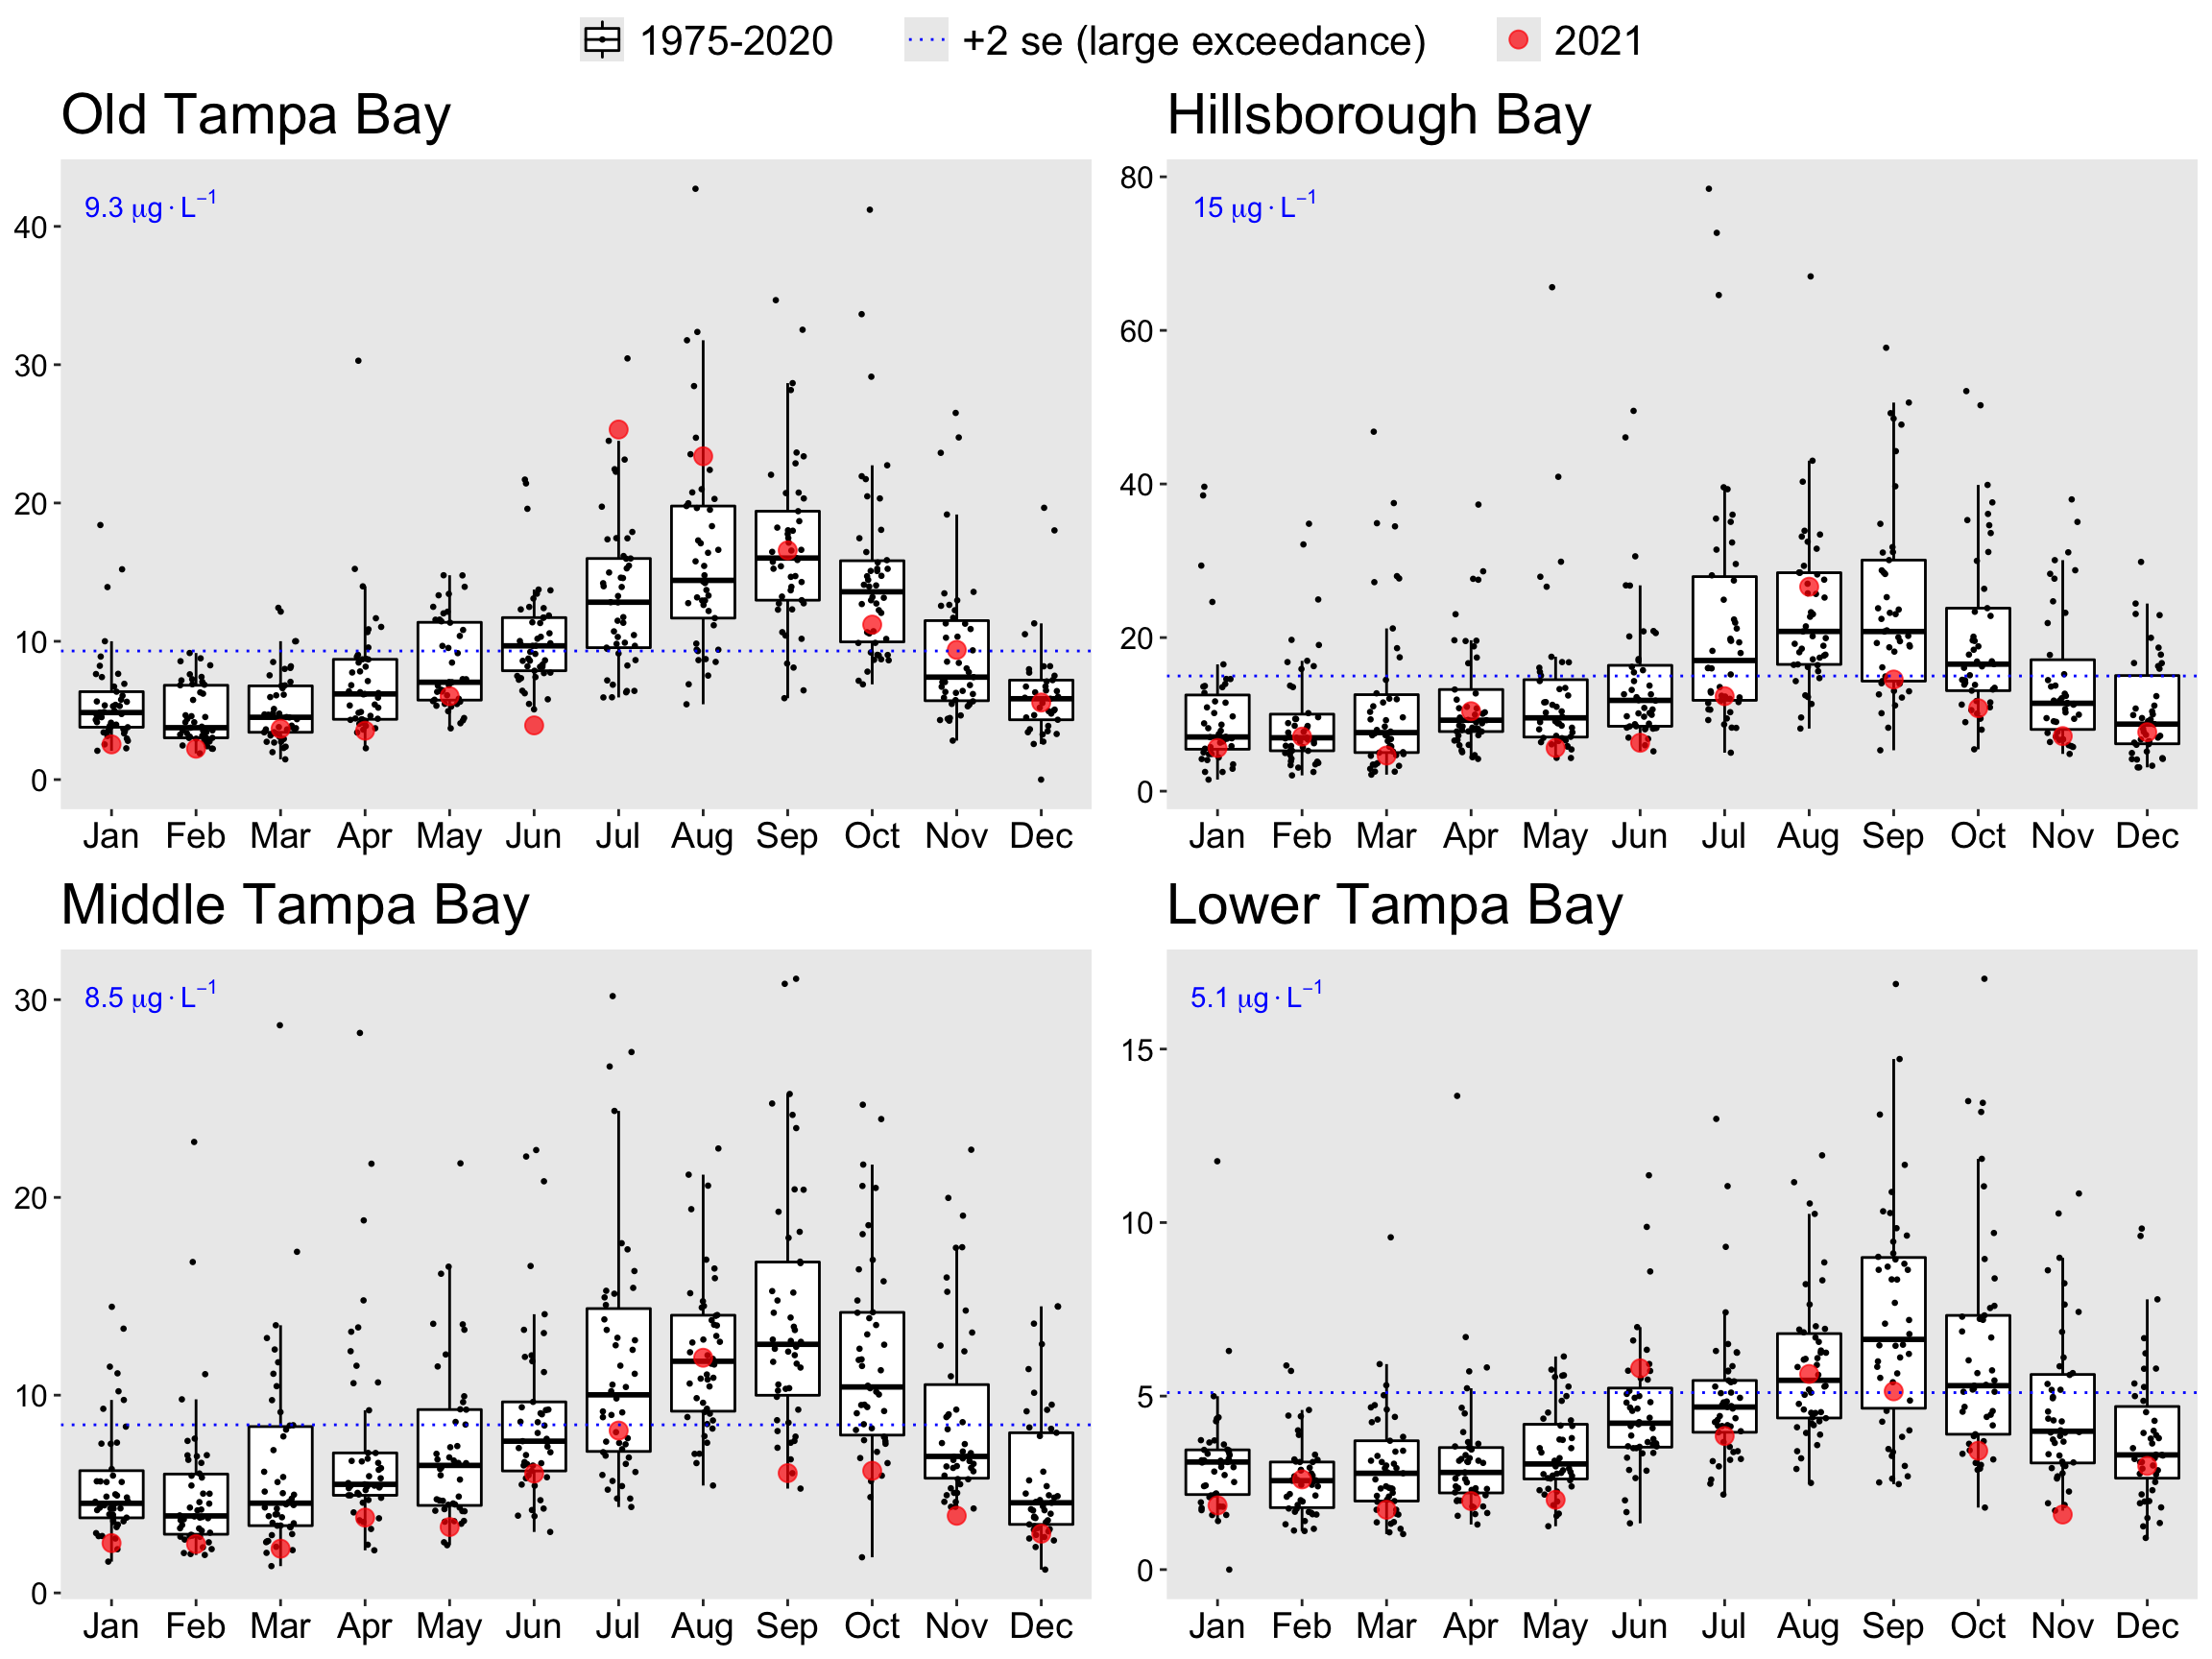 1975-2020 +2 se (large exceedance) 2021
Old Tampa Bay
9.3 μg·L⁻¹
40
30
20
10
0
Jan Feb Mar Apr May Jun Jul Aug Sep Oct Nov Dec
Hillsborough Bay
15 μg·L⁻¹
80
60
40
20
0
Jan Feb Mar Apr May Jun Jul Aug Sep Oct Nov Dec
Middle Tampa Bay
8.5 μg·L⁻¹
30
20
10
0
Jan Feb Mar Apr May Jun Jul Aug Sep Oct Nov Dec
Lower Tampa Bay
5.1 μg·L⁻¹
15
10
5
0
Jan Feb Mar Apr May Jun Jul Aug Sep Oct Nov Dec